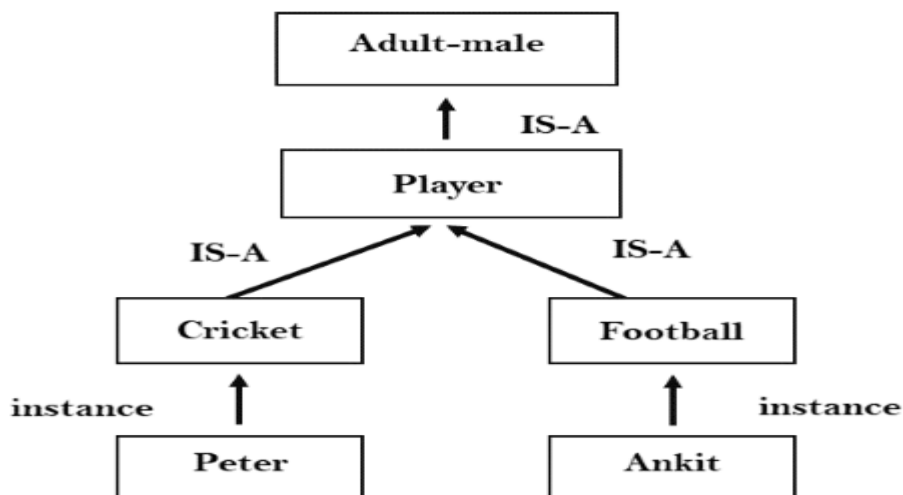 Adult-male
IS-A
Player
IS-A
IS-A
Cricket
Football
instance
instance
Peter
Ankit